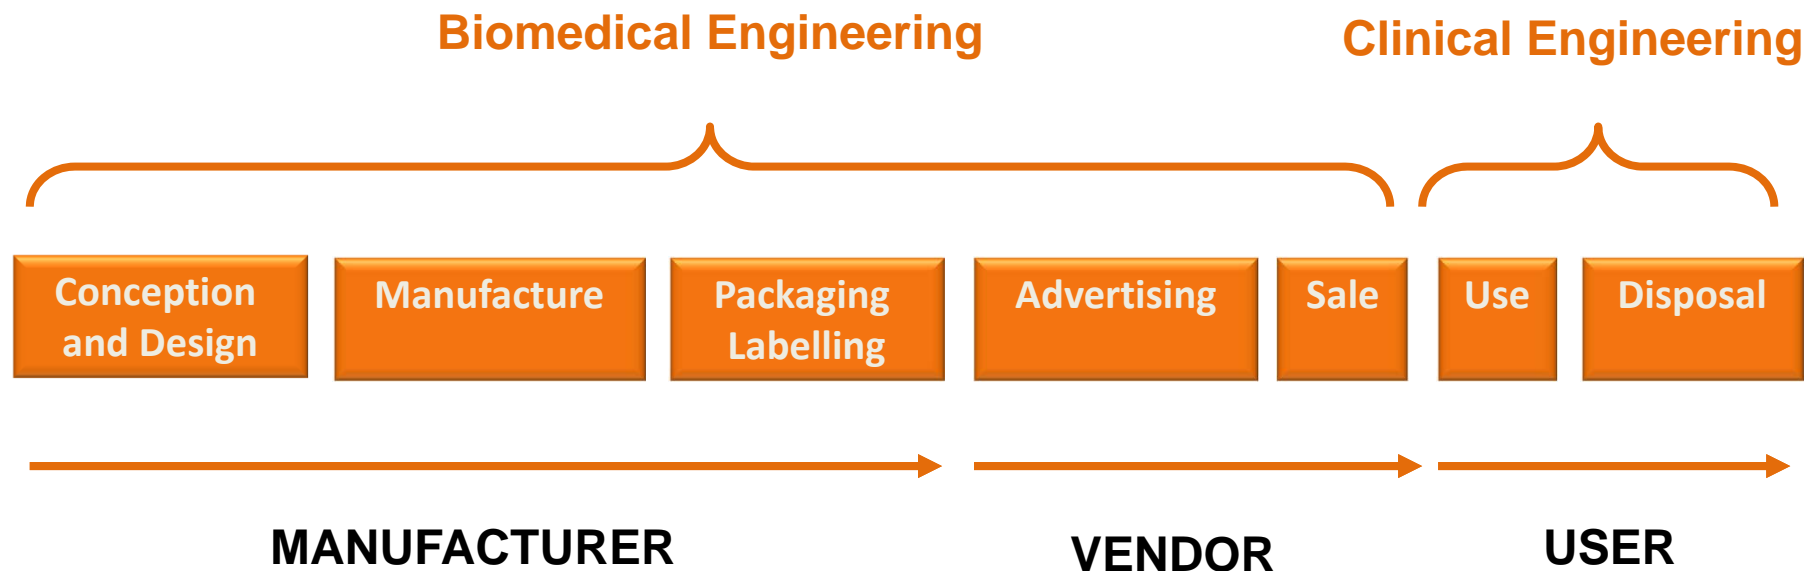 Biomedical Engineering
Clinical Engineering
Conception
and Design
Manufacture
Packaging
Labelling
Advertising
Sale
Use
Disposal
MANUFACTURER
VENDOR
USER